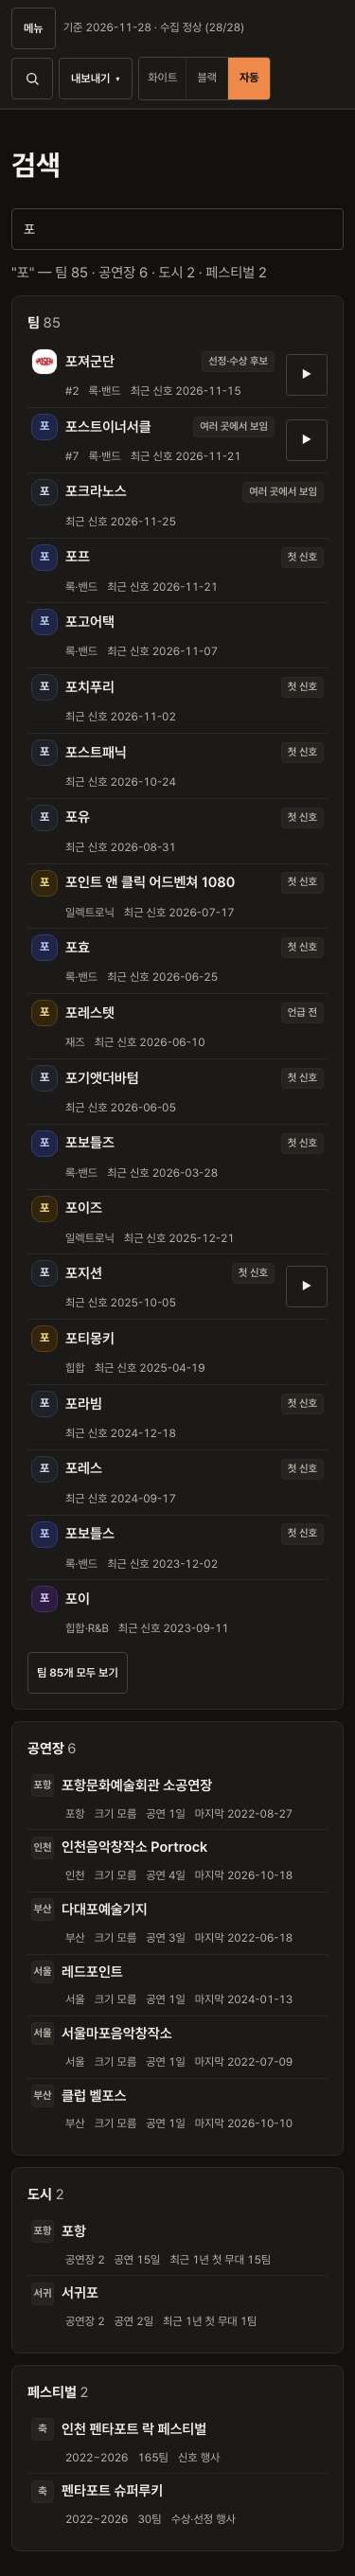 메뉴
기준 2026-11-28 · 수집 정상 (28/28)
내보내기 ▾
화이트
블랙
자동
검색
포
"포" — 팀 85 · 공연장 6 · 도시 2 · 페스티벌 2
팀 85
포져군단
선정·수상 후보
#2 록·밴드 최근 신호 2026-11-15
포
포스트이너서클
여러 곳에서 보임
#7 록·밴드 최근 신호 2026-11-21
포
포크라노스
여러 곳에서 보임
최근 신호 2026-11-25
포
포프
첫 신호
록·밴드 최근 신호 2026-11-21
포
포고어택
록·밴드 최근 신호 2026-11-07
포
포치푸리
첫 신호
최근 신호 2026-11-02
포
포스트패닉
첫 신호
최근 신호 2026-10-24
포
포유
첫 신호
최근 신호 2026-08-31
포
포인트 앤 클릭 어드벤쳐 1080
첫 신호
일렉트로닉 최근 신호 2026-07-17
포
포효
첫 신호
록·밴드 최근 신호 2026-06-25
포
포레스텟
언급 전
재즈 최근 신호 2026-06-10
포
포기앳더바텀
첫 신호
최근 신호 2026-06-05
포
포보틀즈
첫 신호
록·밴드 최근 신호 2026-03-28
포
포이즈
일렉트로닉 최근 신호 2025-12-21
포
포지션
첫 신호
최근 신호 2025-10-05
포
포티몽키
힙합 최근 신호 2025-04-19
포
포라빔
첫 신호
최근 신호 2024-12-18
포
포레스
첫 신호
최근 신호 2024-09-17
포
포보틀스
첫 신호
록·밴드 최근 신호 2023-12-02
포
포이
힙합·R&B 최근 신호 2023-09-11
팀 85개 모두 보기
공연장 6
포항
포항문화예술회관 소공연장
포항 크기 모름 공연 1일 마지막 2022-08-27
인천
인천음악창작소 Portrock
인천 크기 모름 공연 4일 마지막 2026-10-18
부산
다대포예술기지
부산 크기 모름 공연 3일 마지막 2022-06-18
서울
레드포인트
서울 크기 모름 공연 1일 마지막 2024-01-13
서울
서울마포음악창작소
서울 크기 모름 공연 1일 마지막 2022-07-09
부산
클럽 벨포스
부산 크기 모름 공연 1일 마지막 2026-10-10
도시 2
포항
포항
공연장 2 공연 15일 최근 1년 첫 무대 15팀
서귀
서귀포
공연장 2 공연 2일 최근 1년 첫 무대 1팀
페스티벌 2
축
인천 펜타포트 락 페스티벌
2022~2026 165팀 신호 행사
축
펜타포트 슈퍼루키
2022~2026 30팀 수상·선정 행사